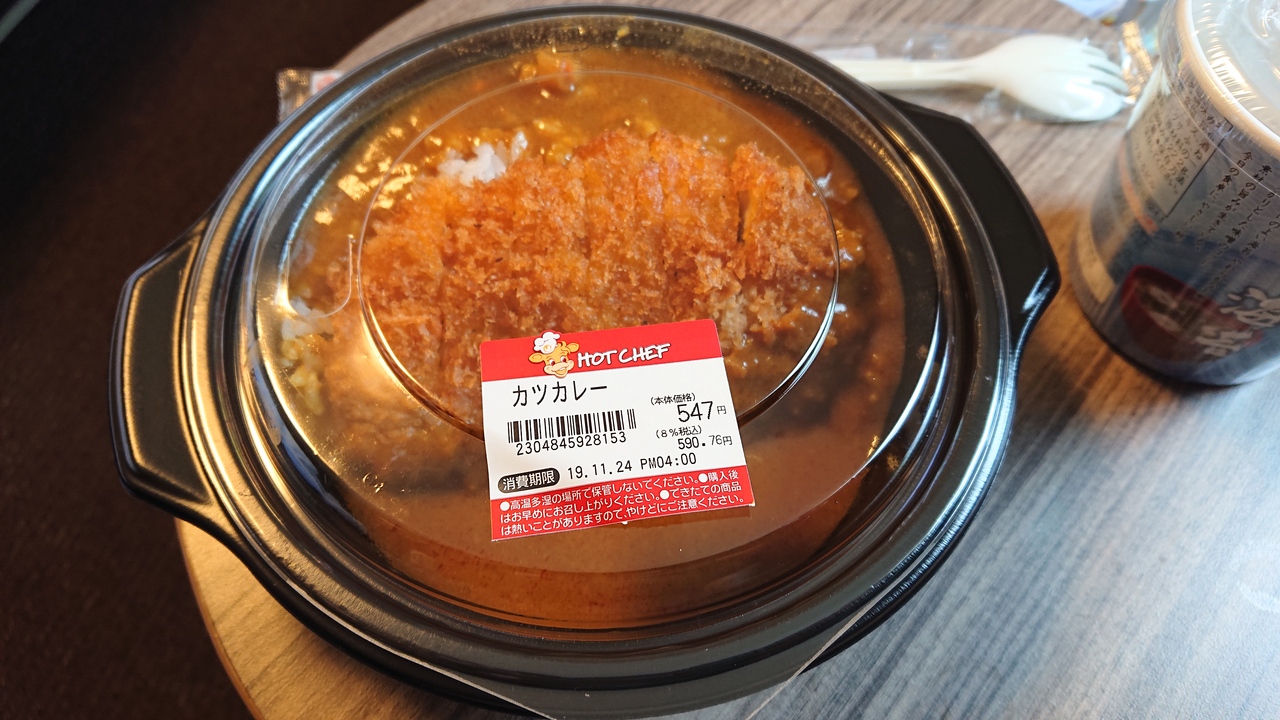 HOT CHEF
カツカレー
(本体価格)
547円
2304845928153
(8%税込)
590.76円
消費期限 19.11.24 PM04:00
●高温多湿の場所で保管しないでください。●購入後
はお早めにお召し上がりください。●できたての商品
は熱いことがありますので、やけどにご注意ください。